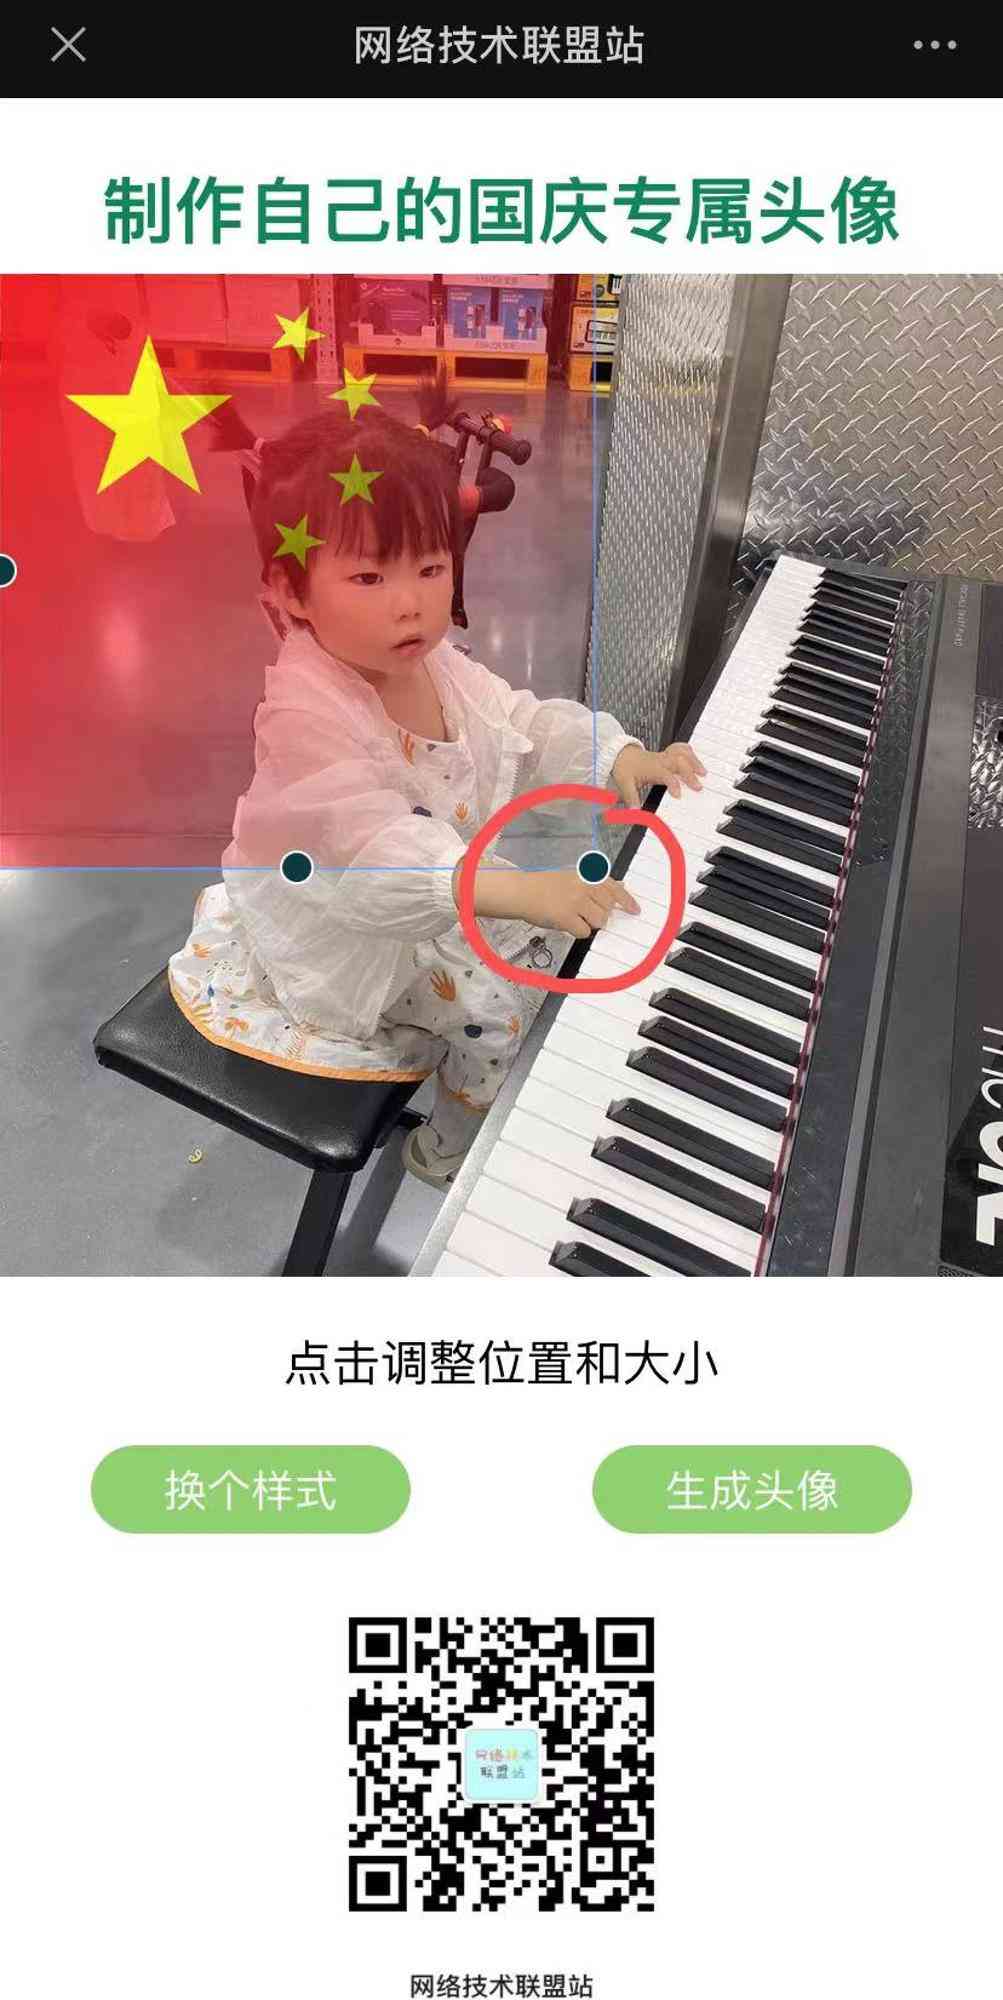 网络技术联盟站
制作自己的国庆专属头像
点击调整位置和大小
换个样式
生成头像
网络技术
联盟站
网络技术联盟站